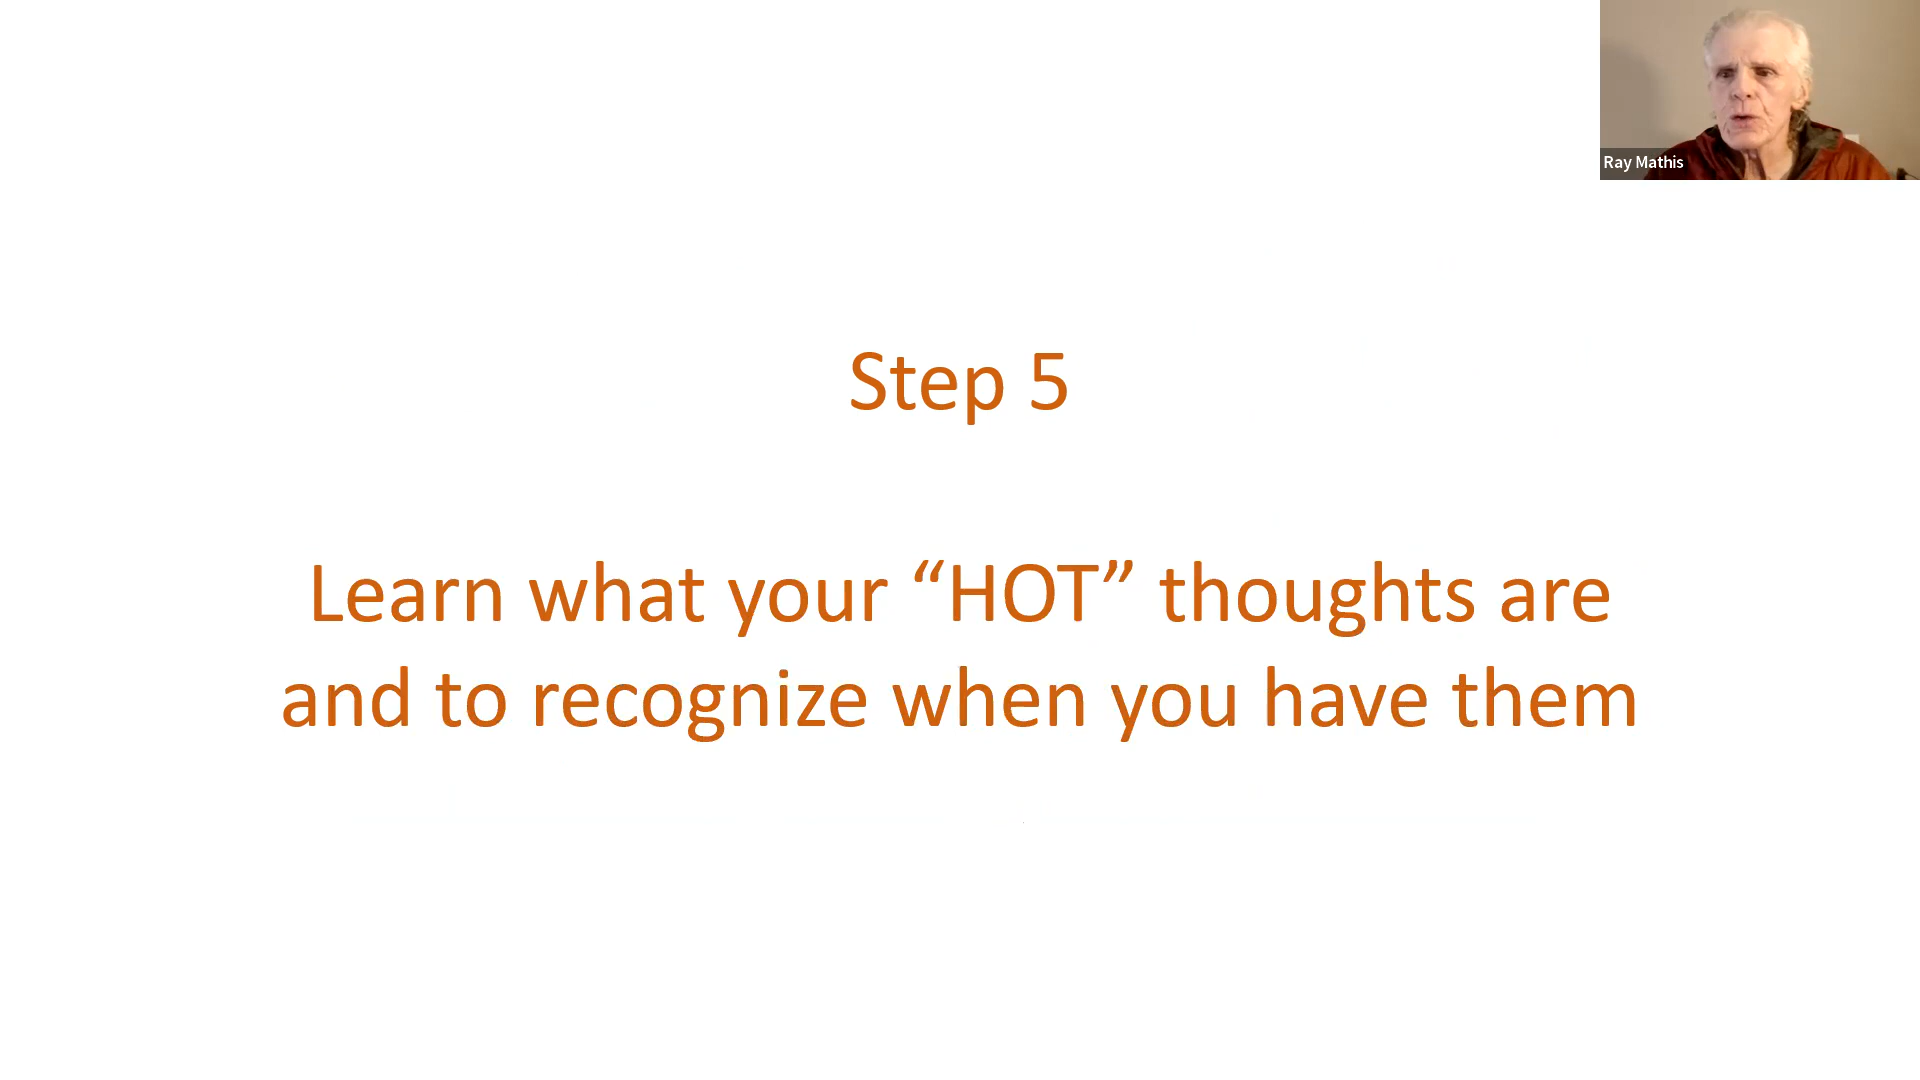 Ray Mathis
Step 5
Learn what your “HOT” thoughts are
and to recognize when you have them